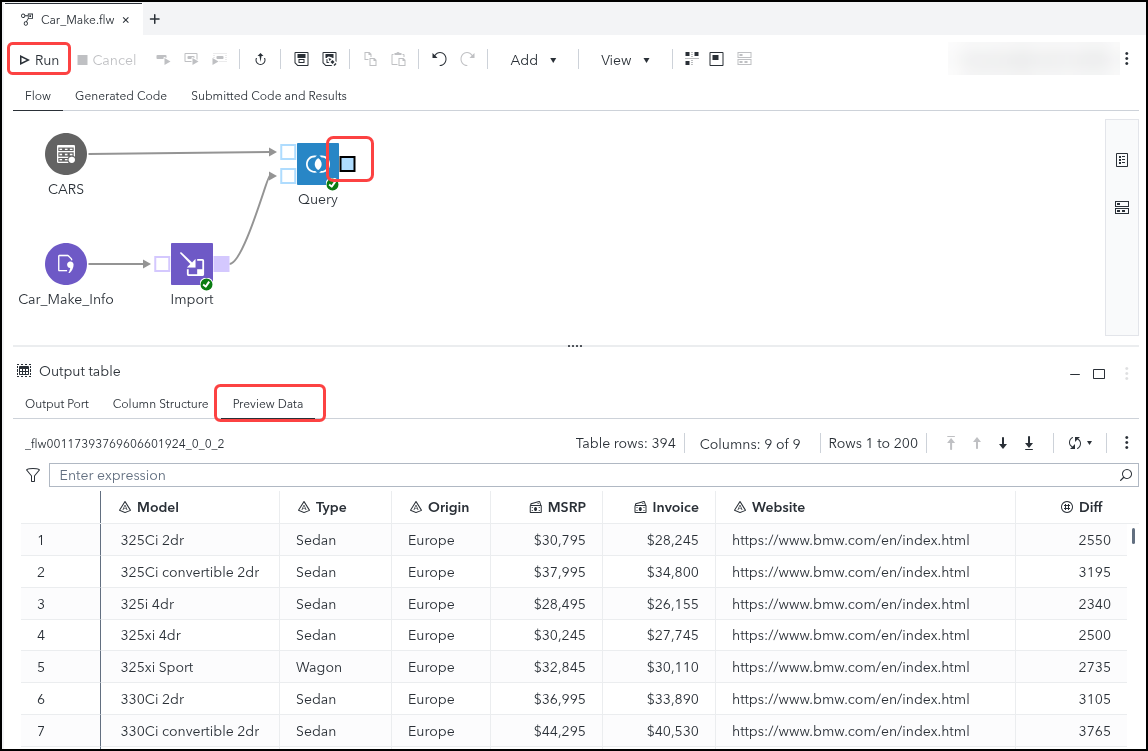 Car_Make.flw × +
Run Cancel Add View
Flow Generated Code Submitted Code and Results
CARS
Query
Car_Make_Info
Import
Output table
Output Port Column Structure Preview Data
_flw00117393769606601924_0_0_2 Table rows: 394 Columns: 9 of 9 Rows 1 to 200
Enter expression
Model Type Origin MSRP Invoice Website Diff
1 325Ci 2dr Sedan Europe $30,795 $28,245 https://www.bmw.com/en/index.html 2550
2 325Ci convertible 2dr Sedan Europe $37,995 $34,800 https://www.bmw.com/en/index.html 3195
3 325i 4dr Sedan Europe $28,495 $26,155 https://www.bmw.com/en/index.html 2340
4 325xi 4dr Sedan Europe $30,245 $27,745 https://www.bmw.com/en/index.html 2500
5 325xi Sport Wagon Europe $32,845 $30,110 https://www.bmw.com/en/index.html 2735
6 330Ci 2dr Sedan Europe $36,995 $33,890 https://www.bmw.com/en/index.html 3105
7 330Ci convertible 2dr Sedan Europe $44,295 $40,530 https://www.bmw.com/en/index.html 3765